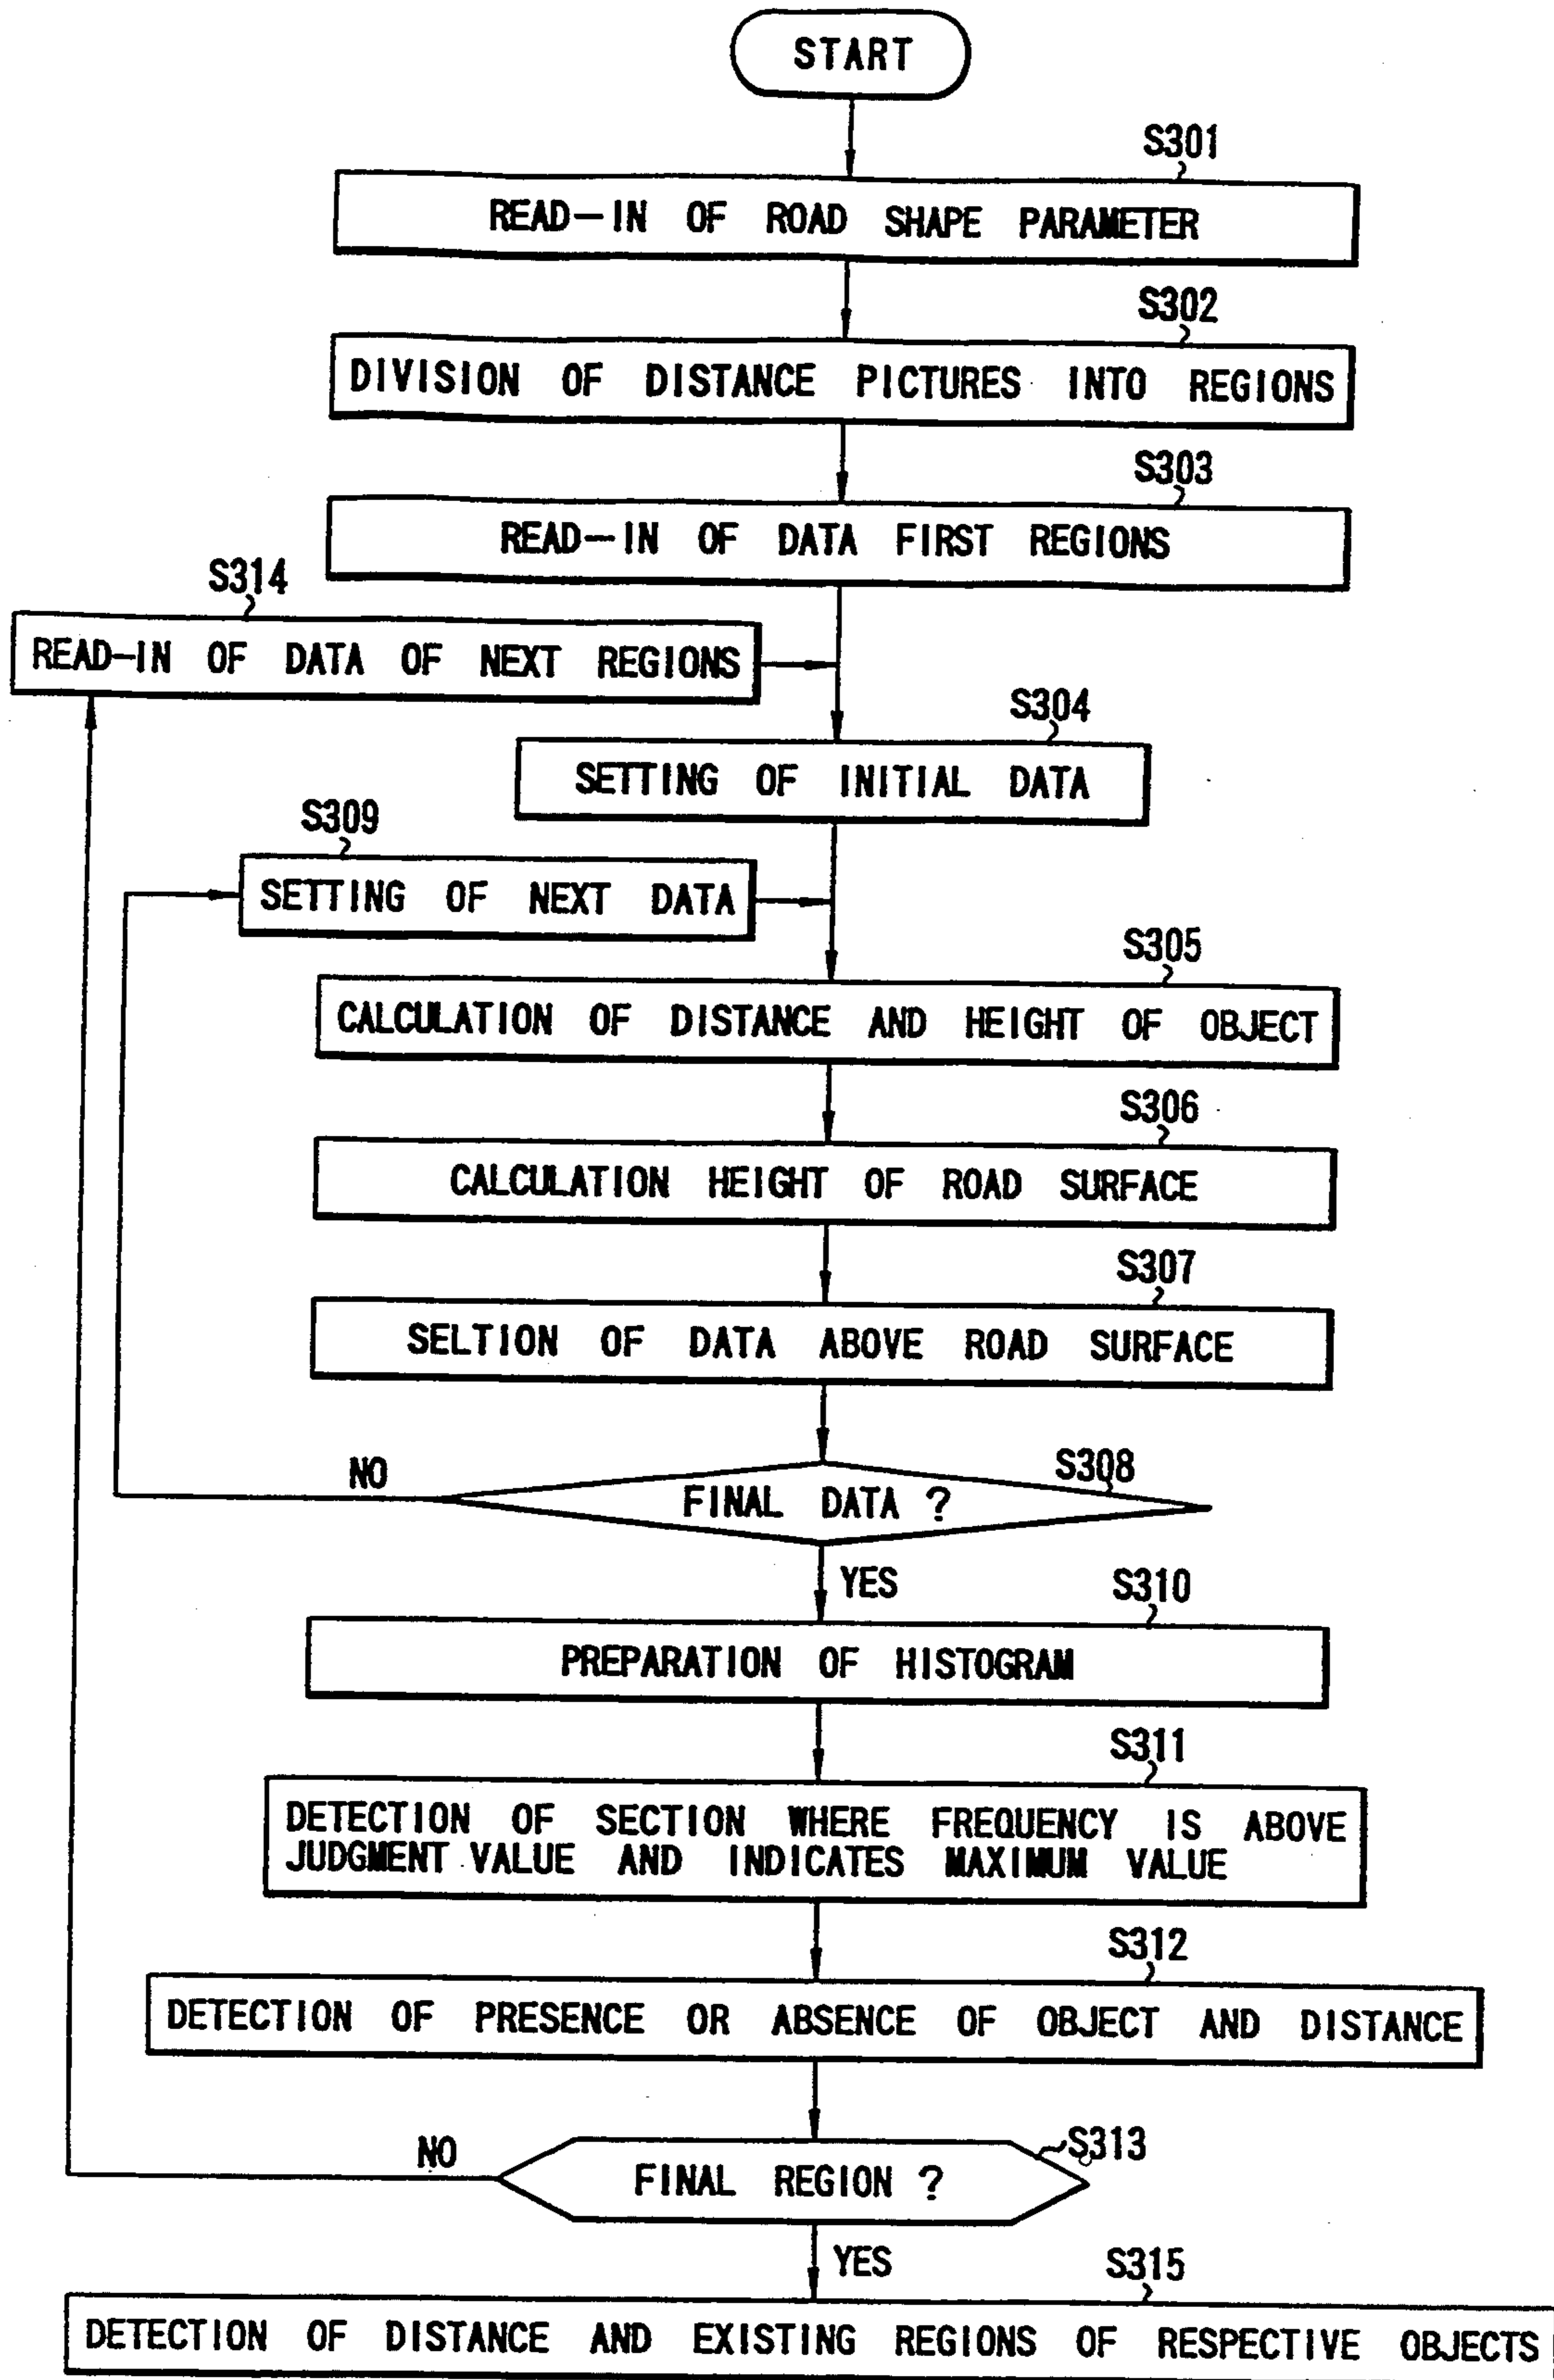 START
S301
READ-IN OF ROAD SHAPE PARAMETER
S302
DIVISION OF DISTANCE PICTURES INTO REGIONS
S303
READ-IN OF DATA FIRST REGIONS
S314
READ-IN OF DATA OF NEXT REGIONS
S304
SETTING OF INITIAL DATA
S309
SETTING OF NEXT DATA
S305
CALCULATION OF DISTANCE AND HEIGHT OF OBJECT
S306
CALCULATION HEIGHT OF ROAD SURFACE
S307
SELTION OF DATA ABOVE ROAD SURFACE
S308
NO
FINAL DATA ?
YES
S310
PREPARATION OF HISTOGRAM
S311
DETECTION OF SECTION WHERE FREQUENCY IS ABOVE
JUDGMENT VALUE AND INDICATES MAXIMUM VALUE
S312
DETECTION OF PRESENCE OR ABSENCE OF OBJECT AND DISTANCE
NO
S313
FINAL REGION ?
YES
S315
DETECTION OF DISTANCE AND EXISTING REGIONS OF RESPECTIVE OBJECTS